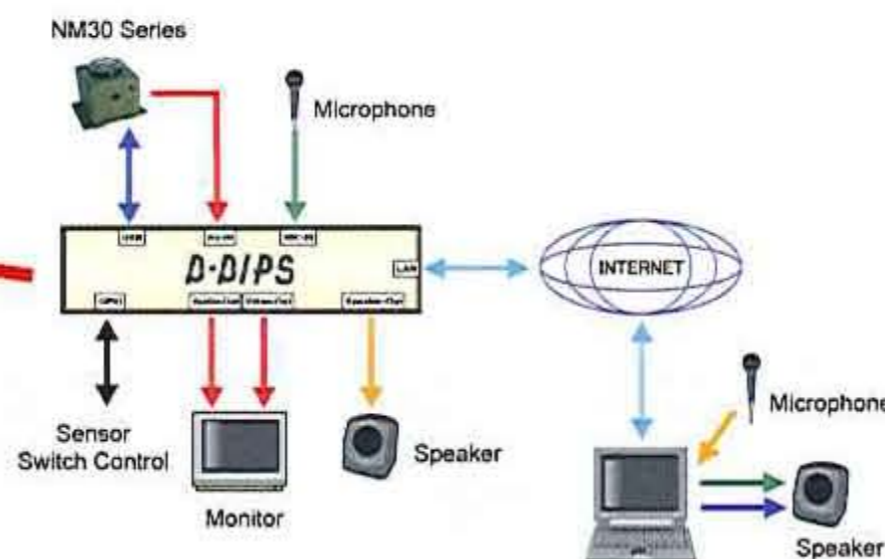 NM30 Series
Microphone
D-DIPS
LAN
INTERNET
Sensor
Switch Control
Monitor
Speaker
Microphone
Speaker